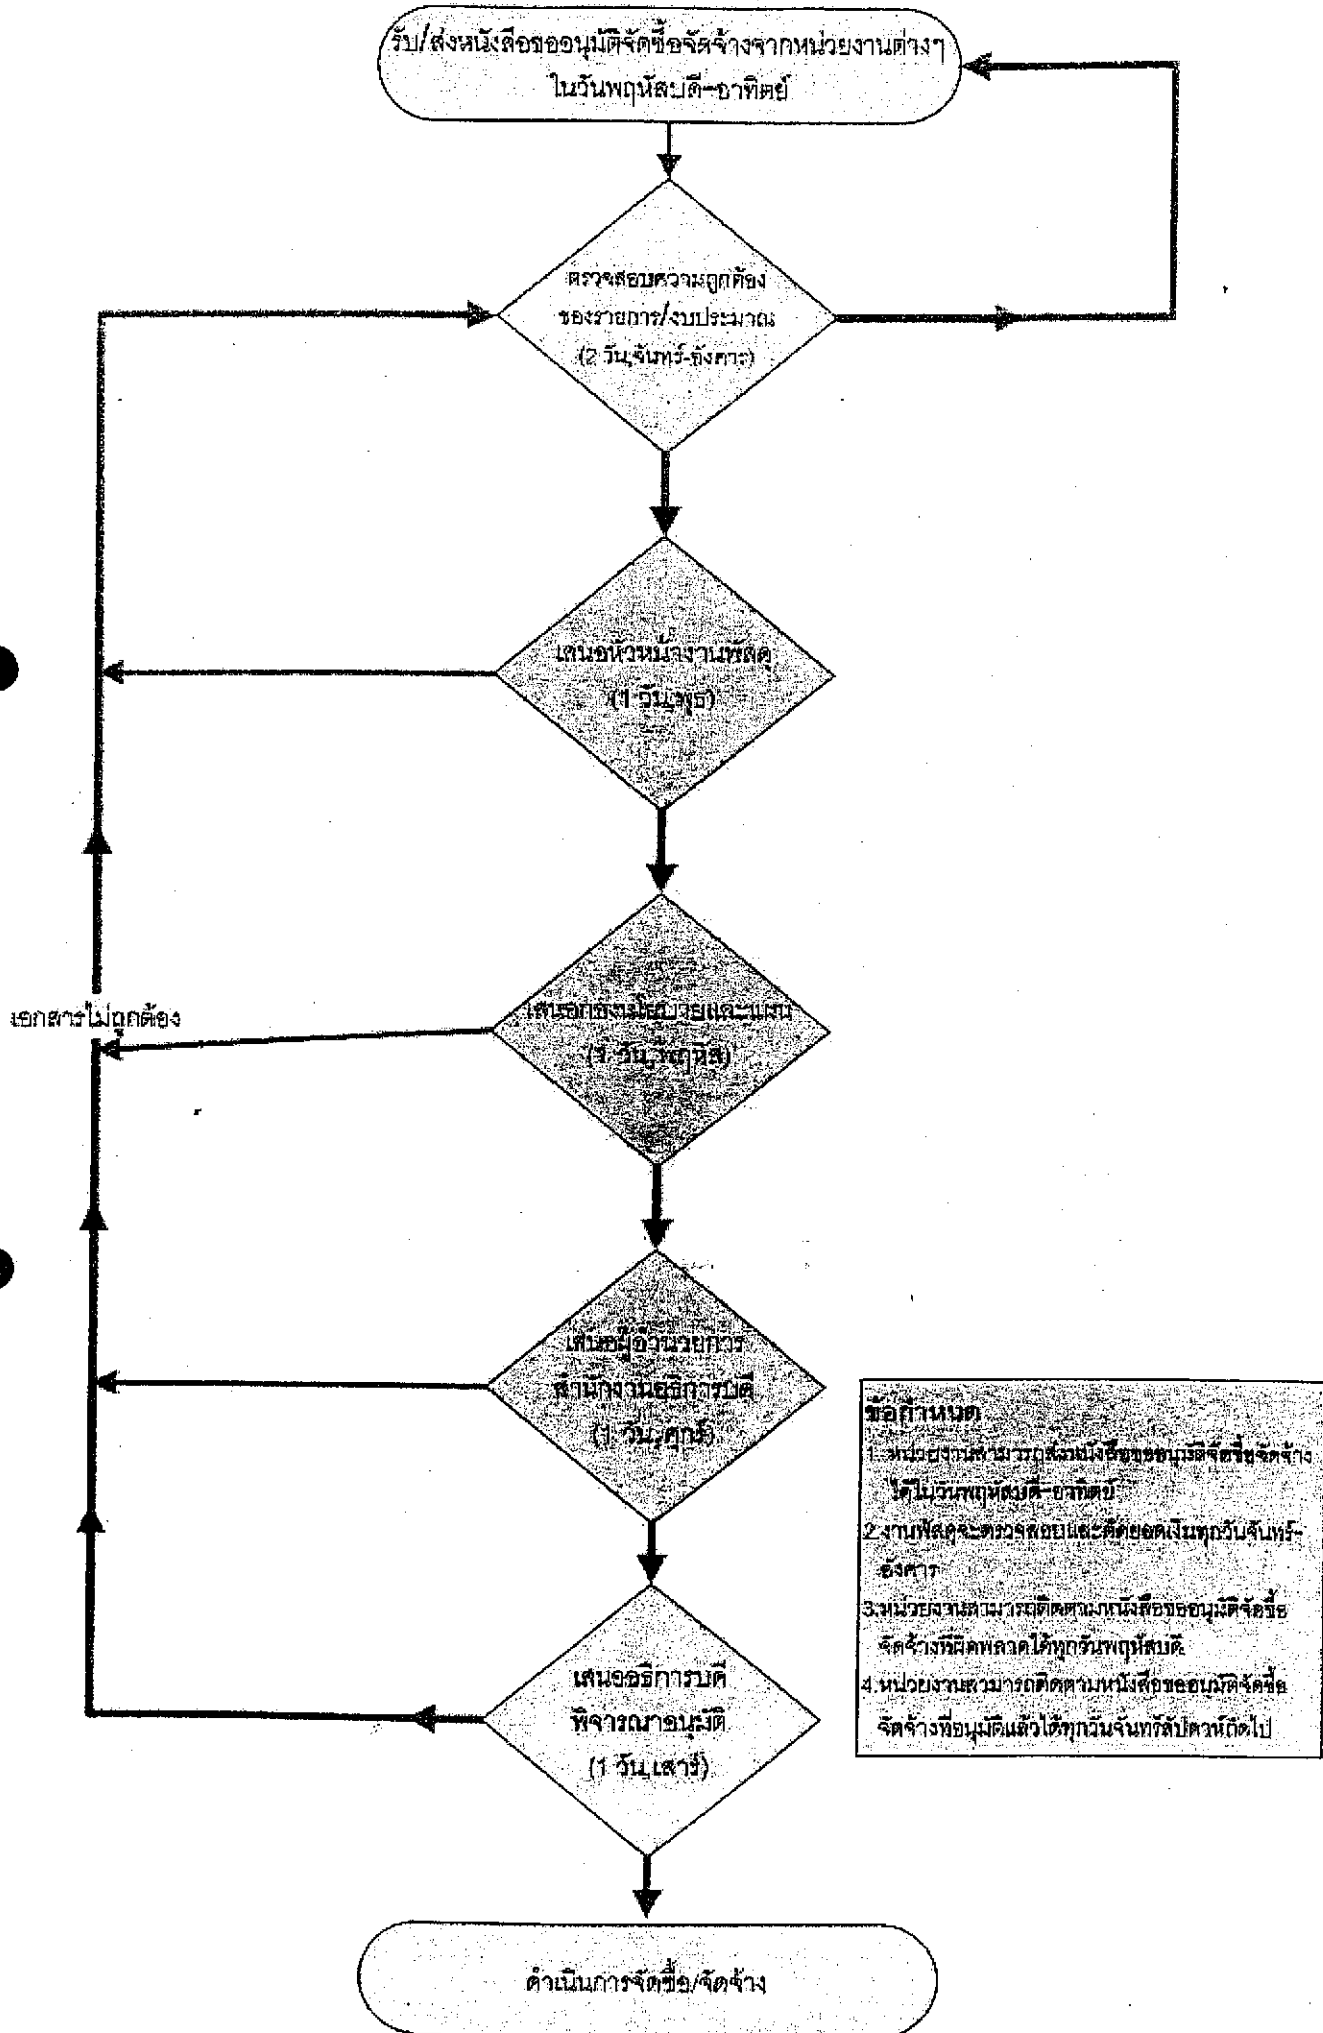 รับ/ส่งหนังสือขออนุมัติจัดซื้อจัดจ้างจากหน่วยงานต่างๆ
ในวันพฤหัสบดี-อาทิตย์
ตรวจสอบความถูกต้อง
ของรายการ/งบประมาณ
(2 วัน,จันทร์-อังคาร)
เสนอหัวหน้างานพัสดุ
(1 วัน,พุธ)
เสนอกองนโยบายและแผน
(1 วัน,พฤหัส)
เอกสารไม่ถูกต้อง
เสนอผู้อำนวยการ
สำนักงานอธิการบดี
(1 วัน,ศุกร์)
เสนออธิการบดี
พิจารณาอนุมัติ
(1 วัน,เสาร์)
ข้อกำหนด
1. หน่วยงานสามารถส่งหนังสือขออนุมัติจัดซื้อจัดจ้าง
ได้ในวันพฤหัสบดี-อาทิตย์
2.งานพัสดุจะตรวจสอบและตัดยอดเงินทุกวันจันทร์-
อังคาร
3.หน่วยงานสามารถติดตามหนังสือขออนุมัติจัดซื้อ
จัดจ้างที่ผิดพลาดได้ทุกวันพฤหัสบดี
4.หน่วยงานสามารถติดตามหนังสือขออนุมัติจัดซื้อ
จัดจ้างที่อนุมัติแล้วได้ทุกวันจันทร์สัปดาห์ถัดไป
ดำเนินการจัดซื้อ/จัดจ้าง